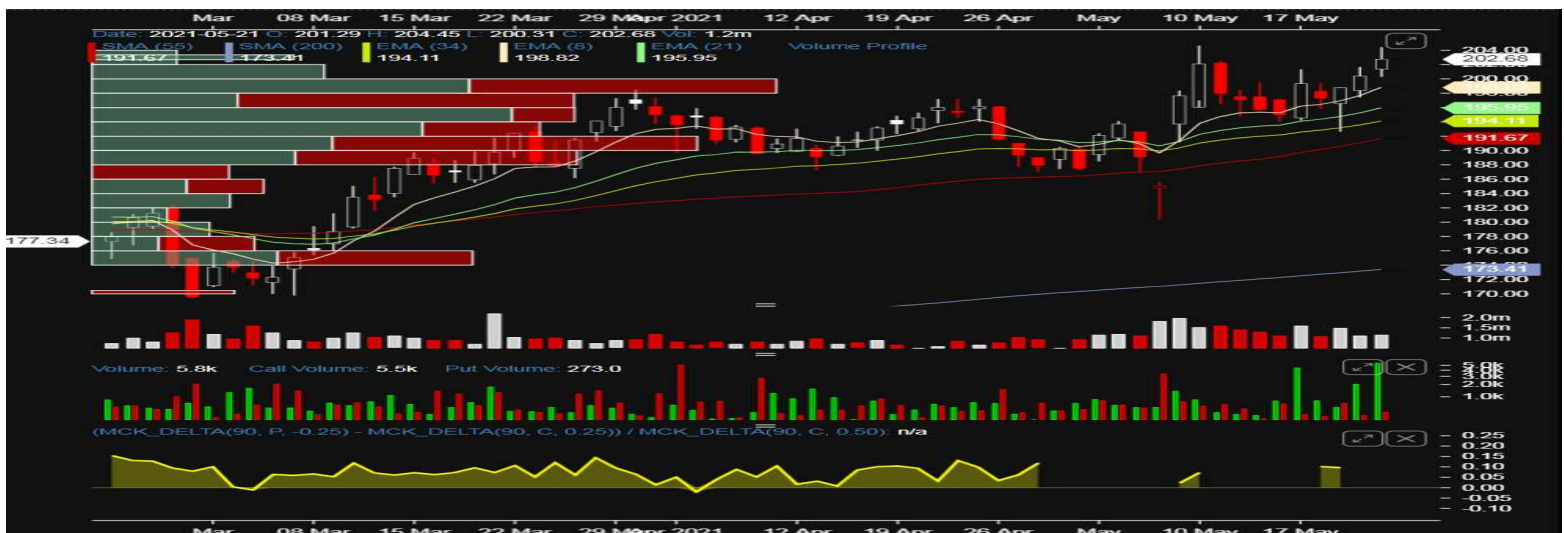 Mar 08 Mar 15 Mar 22 Mar 29 Mar Apr 2021 12 Apr 19 Apr 26 Apr May 10 May 17 May
Date: 2021-05-21 O: 201.29 H: 204.45 L: 200.31 C: 202.68 Vol: 1.2m
SMA (55) SMA (200) EMA (34) EMA (8) EMA (21) Volume Profile
191.67 173.41 194.11 198.82 195.95
204.00
202.68
200.00
195.95
194.11
191.67
190.00
188.00
186.00
184.00
182.00
180.00
177.34
178.00
176.00
173.41
172.00
170.00
2.0m
1.5m
1.0m
Volume: 5.8k Call Volume: 5.5k Put Volume: 273.0
5.0k
3.0k
2.0k
1.0k
(MCK_DELTA(90, P, -0.25) - MCK_DELTA(90, C, 0.25)) / MCK_DELTA(90, C, 0.50): n/a
0.25
0.20
0.15
0.10
0.05
0.00
-0.05
-0.10
Mar 08 Mar 15 Mar 22 Mar 29 Mar Apr 2021 12 Apr 19 Apr 26 Apr May 10 May 17 May